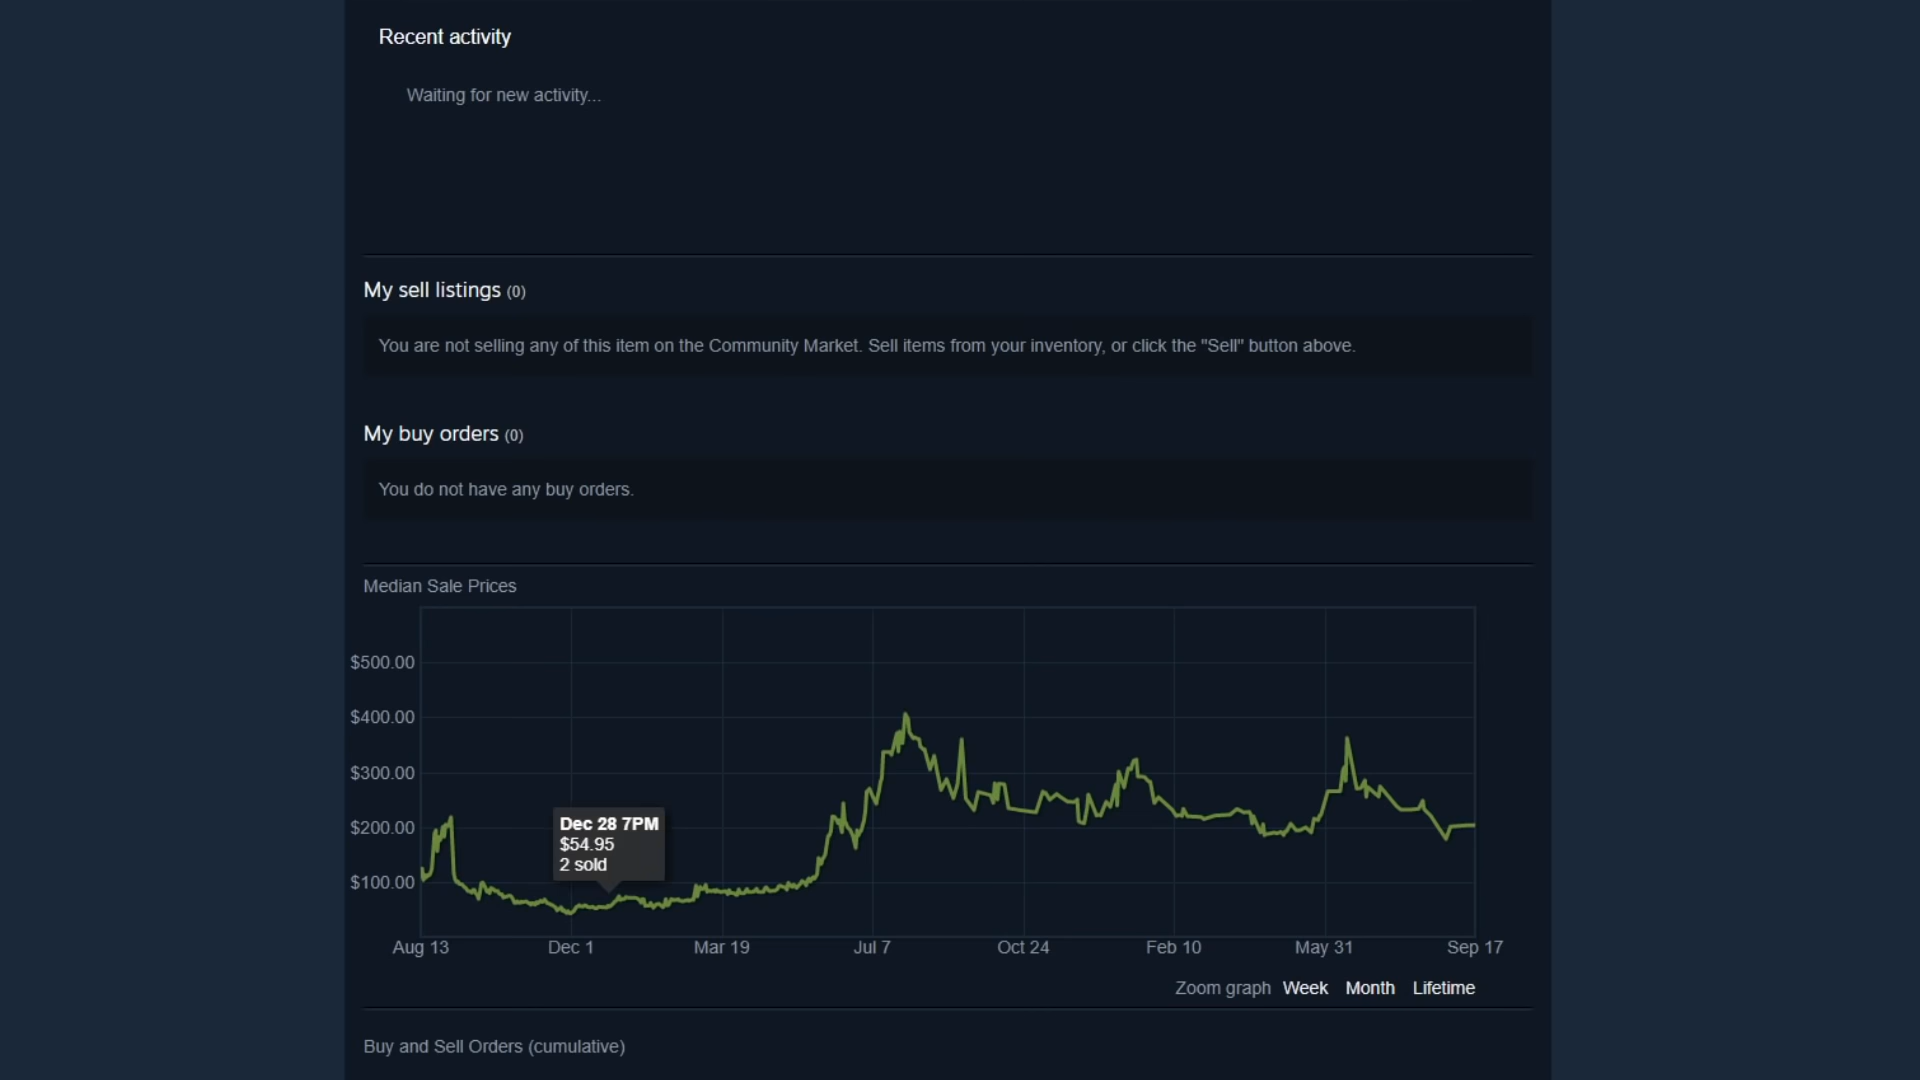 Recent activity
Waiting for new activity...
My sell listings (0)
You are not selling any of this item on the Community Market. Sell items from your inventory, or click the "Sell" button above.
My buy orders (0)
You do not have any buy orders.
Median Sale Prices
$500.00
$400.00
$300.00
$200.00
$100.00
Dec 28 7PM
$54.95
2 sold
Aug 13 Dec 1 Mar 19 Jul 7 Oct 24 Feb 10 May 31 Sep 17
Zoom graph Week Month Lifetime
Buy and Sell Orders (cumulative)